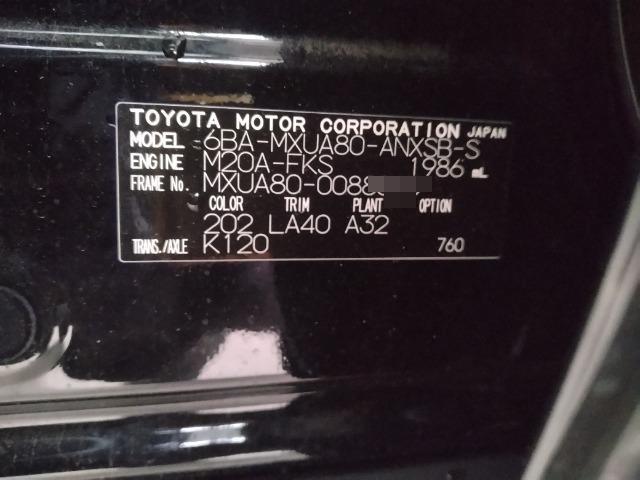 TOYOTA MOTOR CORPORATION JAPAN
MODEL 6BA-MXUA80-ANXSB-S
ENGINE M20A-FKS 1986 mL
FRAME No. MXUA80-0088
COLOR TRIM PLANT OPTION
202 LA40 A32
TRANS./AXLE K120 760